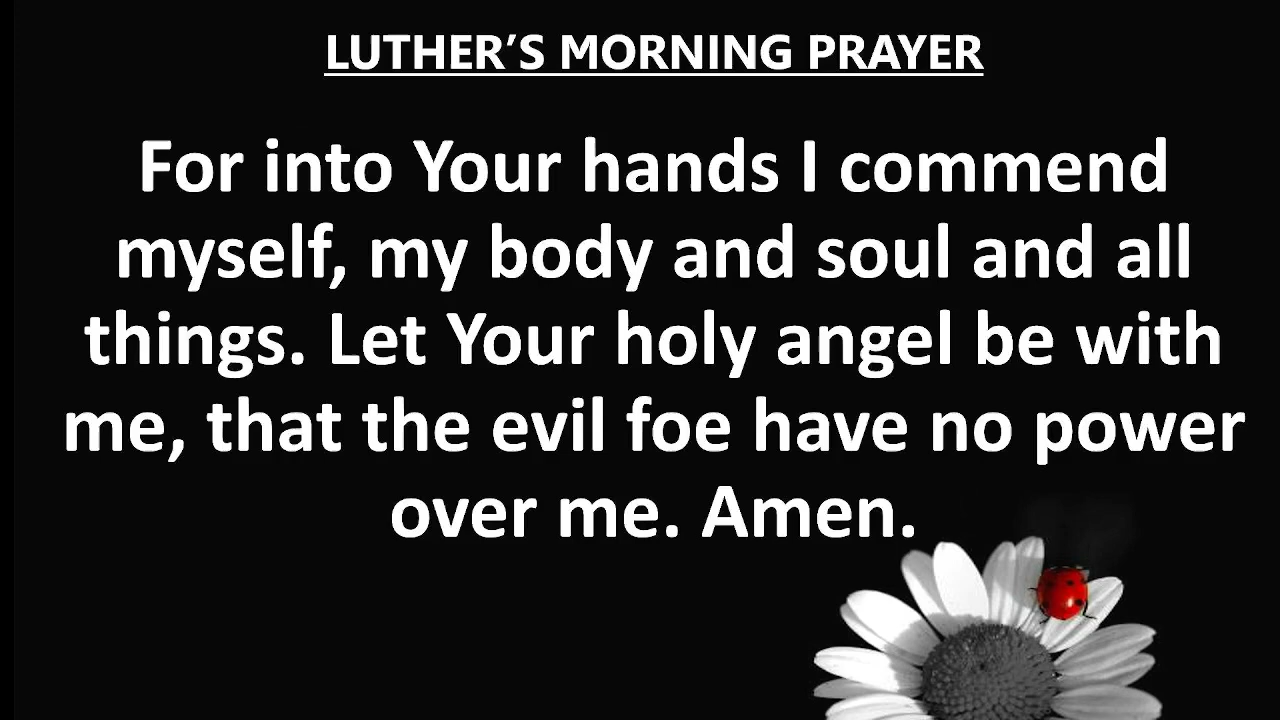 LUTHER’S MORNING PRAYER
For into Your hands I commend
myself, my body and soul and all
things. Let Your holy angel be with
me, that the evil foe have no power
over me. Amen.